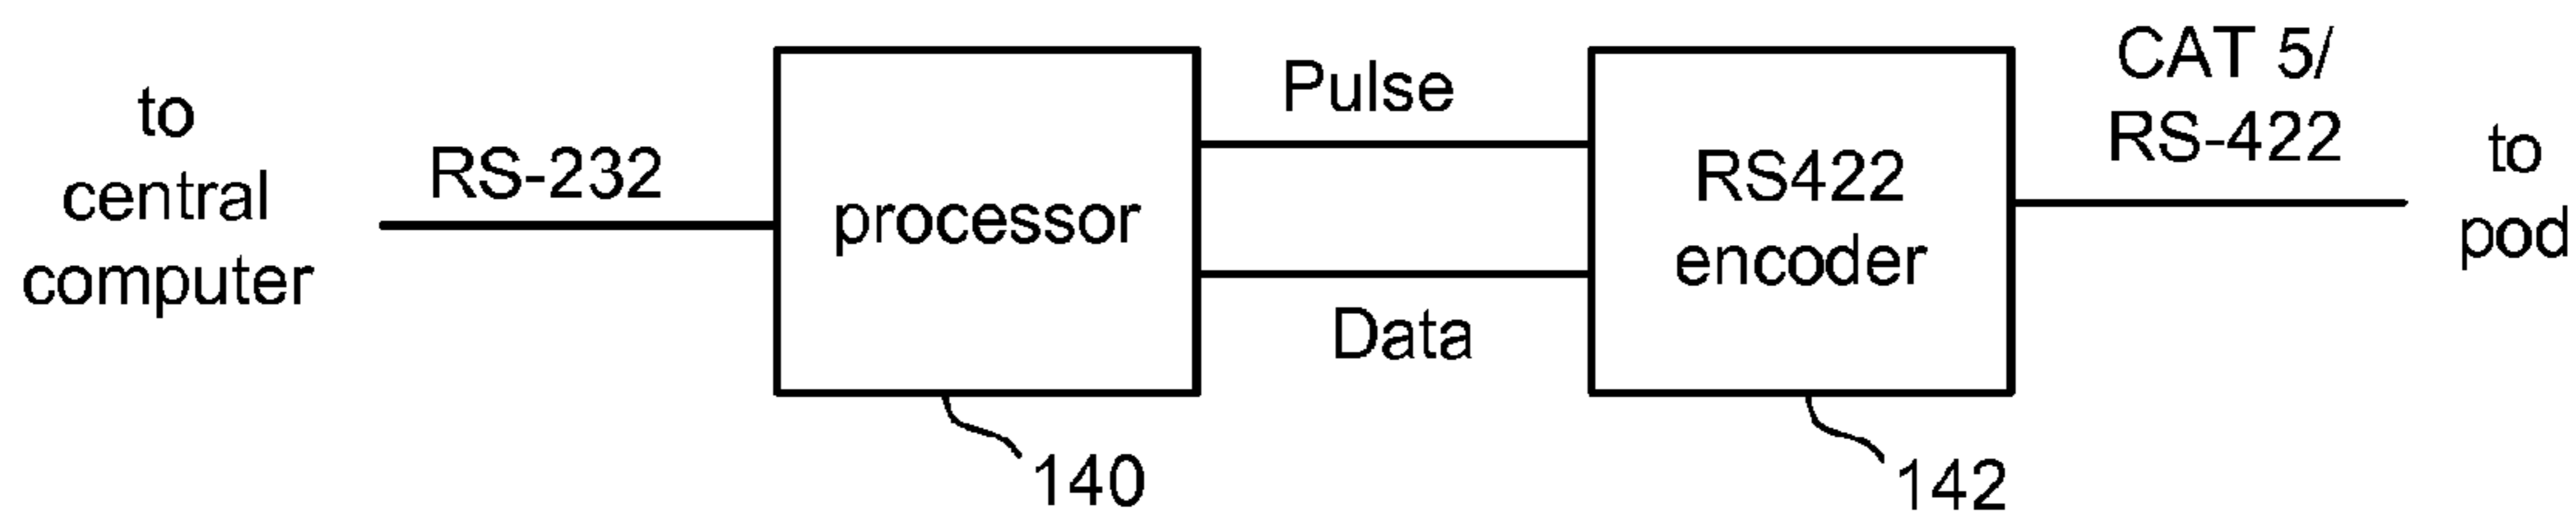 to
central
computer
RS-232
processor
140
Pulse
Data
RS422
encoder
142
CAT 5/
RS-422
to
pod